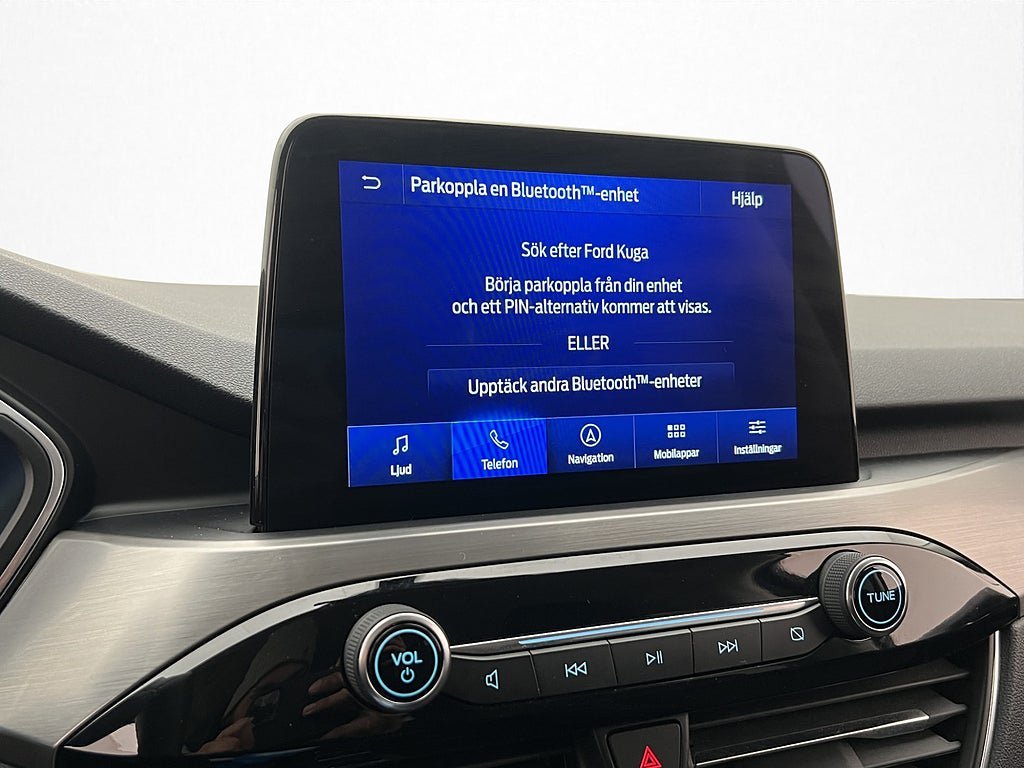 Parkoppla en Bluetooth™-enhet
Hjälp
Sök efter Ford Kuga
Börja parkoppla från din enhet
och ett PIN-alternativ kommer att visas.
ELLER
Upptäck andra Bluetooth™-enheter
Ljud
Telefon
Navigation
Mobilappar
Inställningar
VOL
TUNE